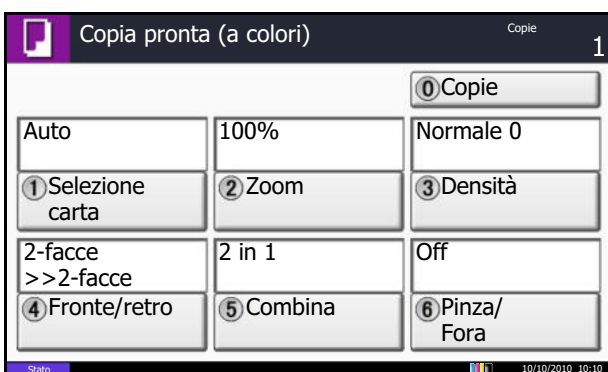 Copia pronta (a colori)
Copie
1
0 Copie
Auto
100%
Normale 0
1 Selezione
carta
2 Zoom
3 Densità
2-facce
>>2-facce
2 in 1
Off
4 Fronte/retro
5 Combina
6 Pinza/
Fora
Stato
10/10/2010 10:10